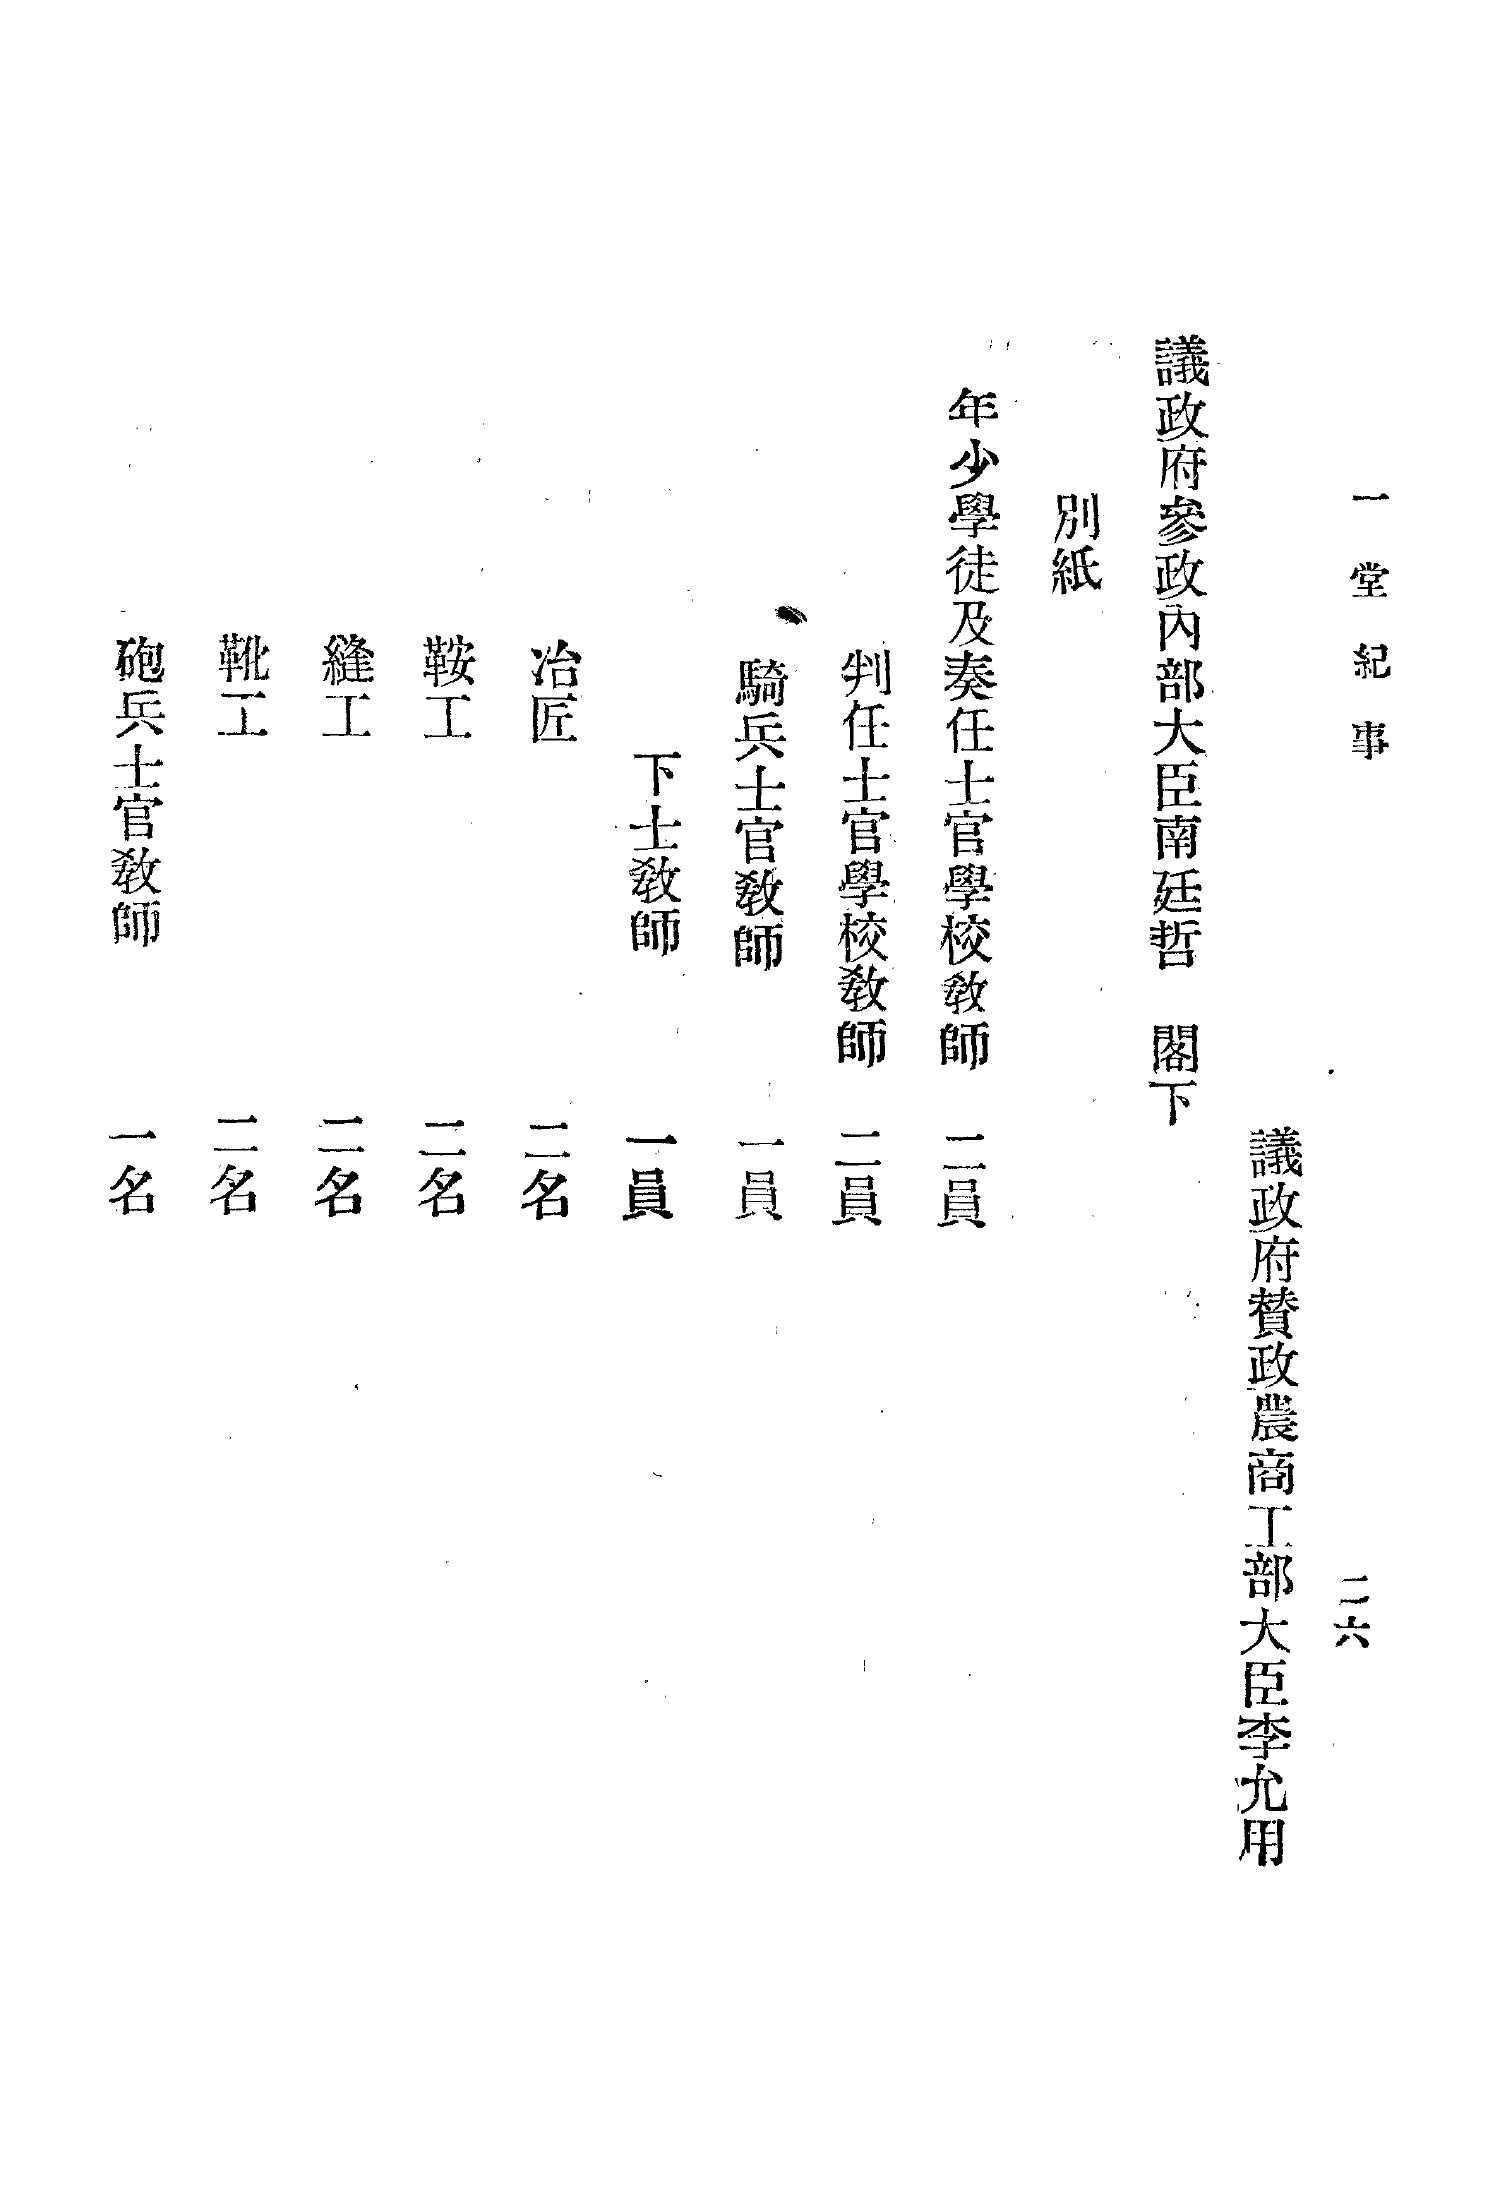 一堂紀事
二六
議政府贊政農商工部大臣李允用
議政府參政內部大臣南廷哲 閣下
別紙
年少學徒及奏任士官學校教師 二員
判任士官學校教師 二員
騎兵士官教師 一員
下士教師 一員
冶匠 二名
鞍工 二名
縫工 二名
靴工 二名
砲兵士官教師 一名